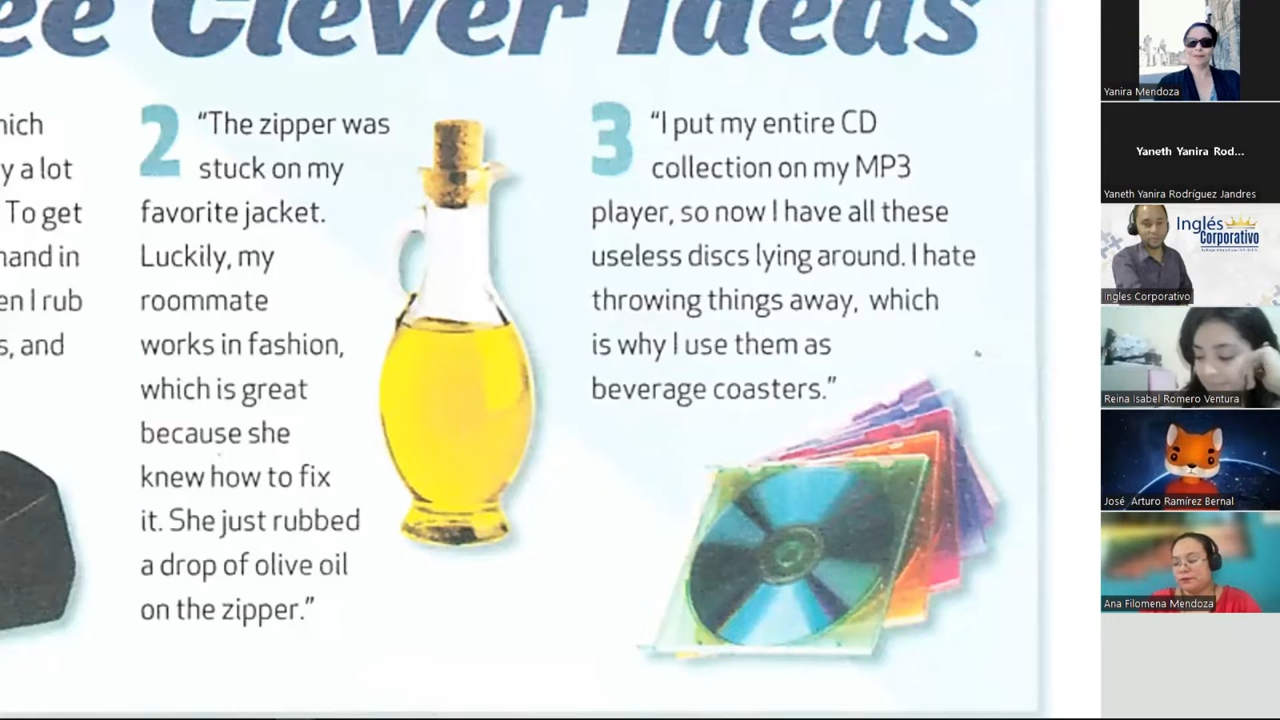 ee Clever Ideas
hich
y a lot
To get
hand in
en I rub
s, and
2 "The zipper was
stuck on my
favorite jacket.
Luckily, my
roommate
works in fashion,
which is great
because she
knew how to fix
it. She just rubbed
a drop of olive oil
on the zipper."
3 "I put my entire CD
collection on my MP3
player, so now I have all these
useless discs lying around. I hate
throwing things away, which
is why I use them as
beverage coasters."
Yanira Mendoza
Yaneth Yanira Rod...
Yaneth Yanira Rodríguez Jandres
Inglés
Corporativo
Ingles Corporativo
Reina Isabel Romero Ventura
José Arturo Ramírez Bernal
Ana Filomena Mendoza